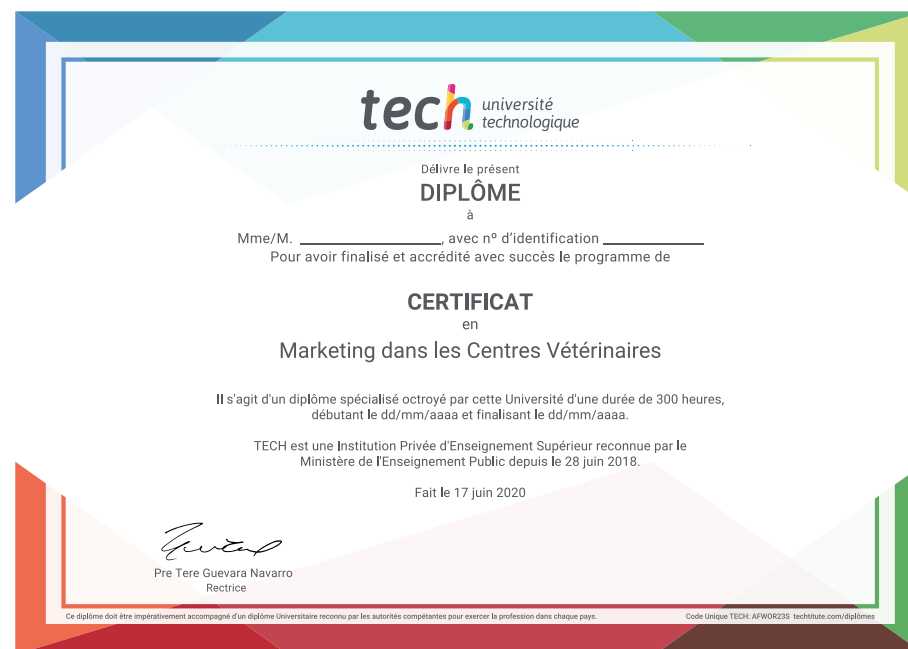 tech université
technologique
Délivre le présent
DIPLÔME
à
Mme/M. ____________________, avec nº d'identification ______________
Pour avoir finalisé et accrédité avec succès le programme de
CERTIFICAT
en
Marketing dans les Centres Vétérinaires
Il s'agit d'un diplôme spécialisé octroyé par cette Université d'une durée de 300 heures,
débutant le dd/mm/aaaa et finalisant le dd/mm/aaaa.
TECH est une Institution Privée d'Enseignement Supérieur reconnue par le
Ministère de l'Enseignement Public depuis le 28 juin 2018.
Fait le 17 juin 2020
Pre Tere Guevara Navarro
Rectrice
Ce diplôme doit être impérativement accompagné d'un diplôme Universitaire reconnu par les autorités compétentes pour exercer la profession dans chaque pays.
Code Unique TECH: AFWOR23S techtitute.com/diplômes